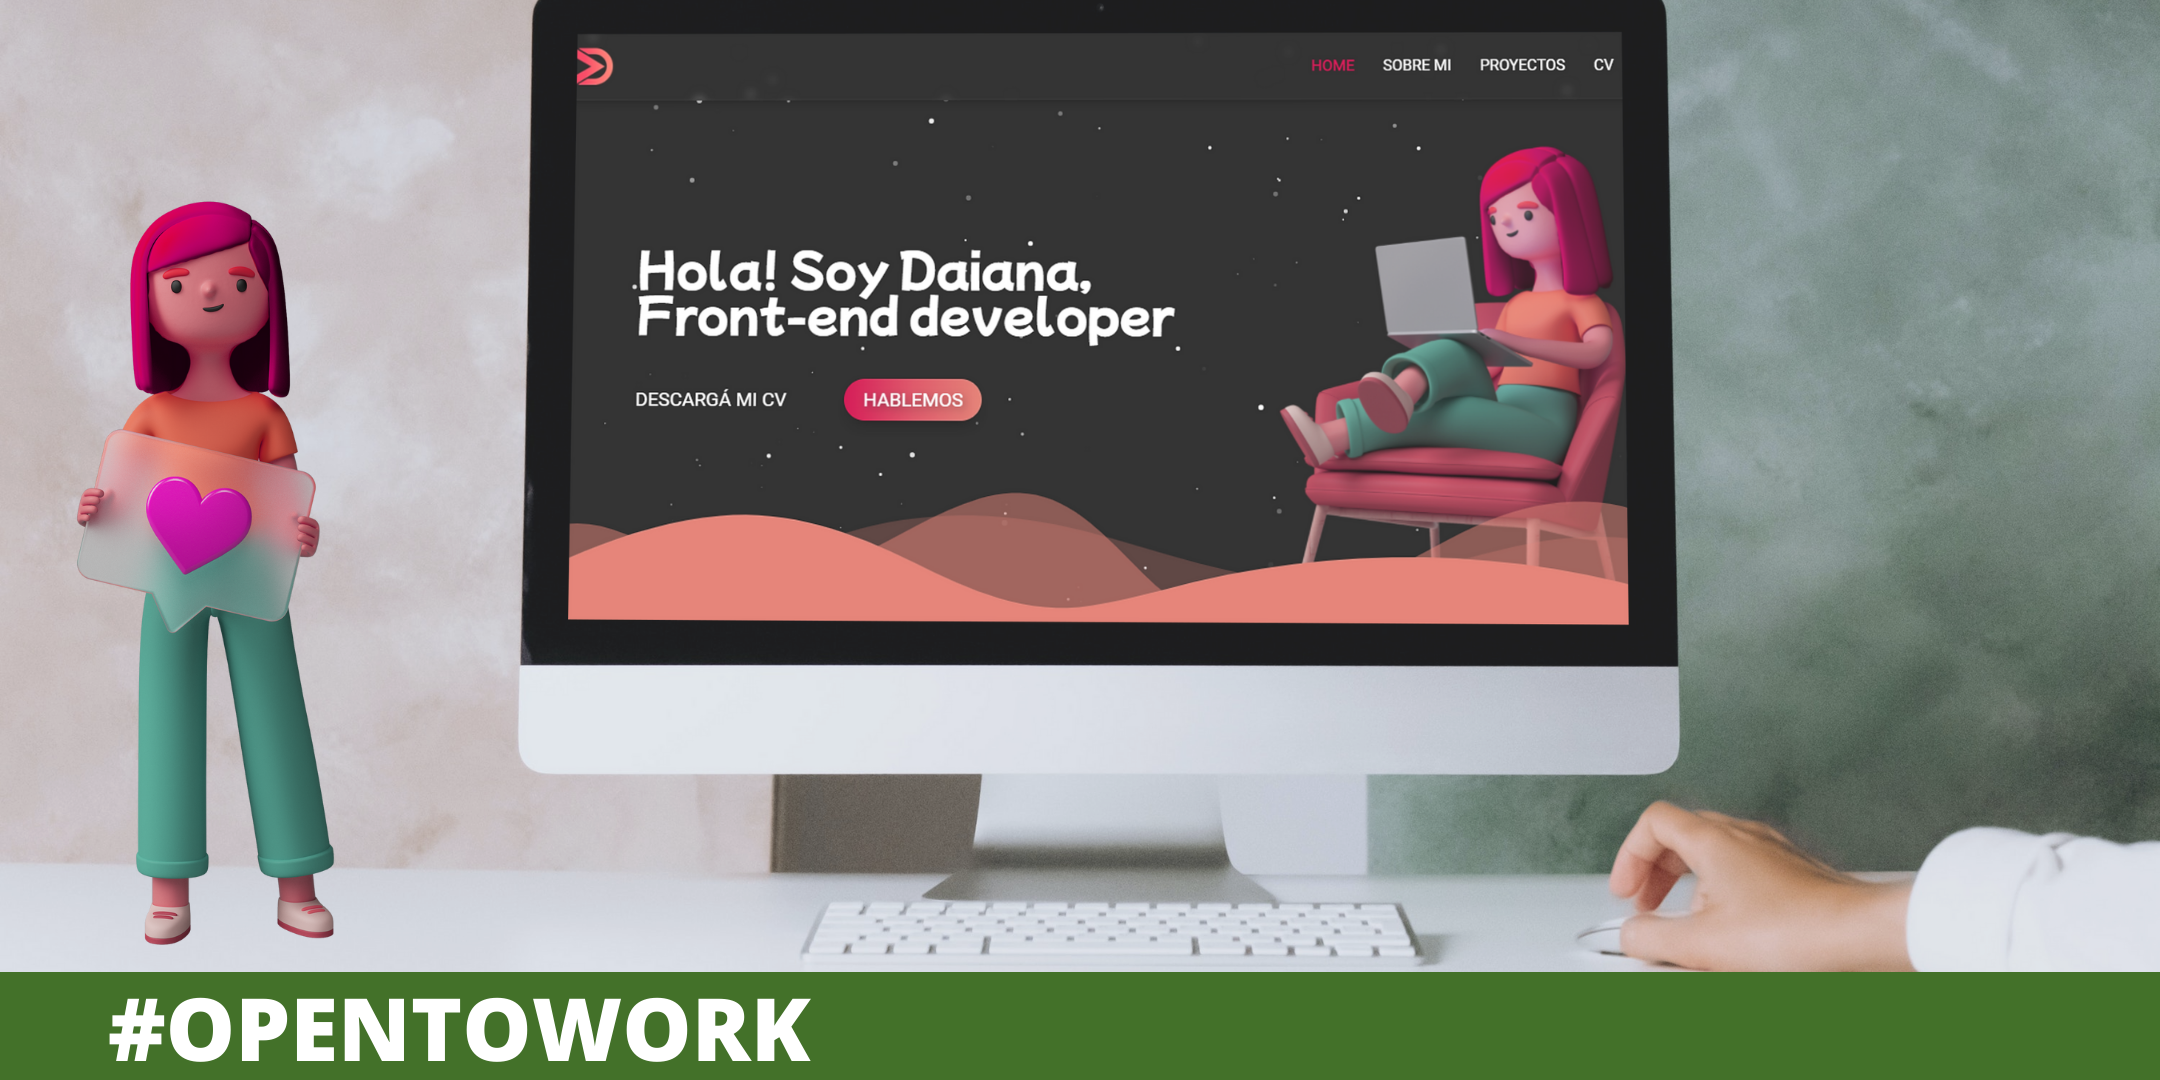 HOME SOBRE MI PROYECTOS CV
Hola! Soy Daiana,
Front-end developer
DESCARGÁ MI CV HABLEMOS
#OPENTOWORK